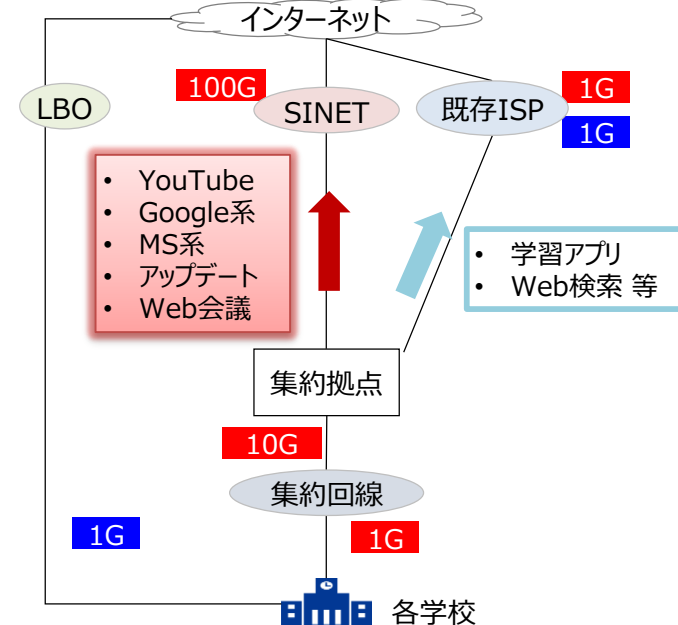 インターネット
100G
1G
LBO
SINET
既存ISP
1G
• YouTube
• Google系
• MS系
• アップデート
• Web会議
• 学習アプリ
• Web検索 等
集約拠点
10G
集約回線
1G
1G
各学校